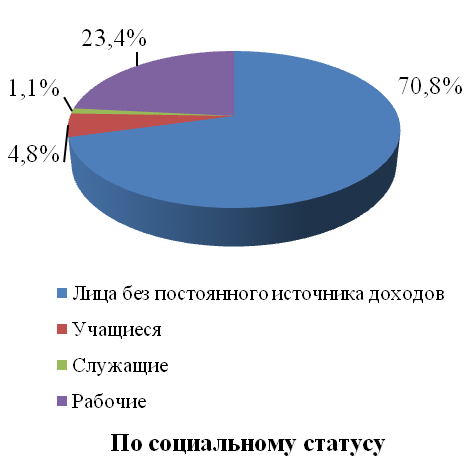 23,4%
70,8%
1,1%
4,8%
Лица без постоянного источника доходов
Учащиеся
Служащие
Рабочие
По социальному статусу